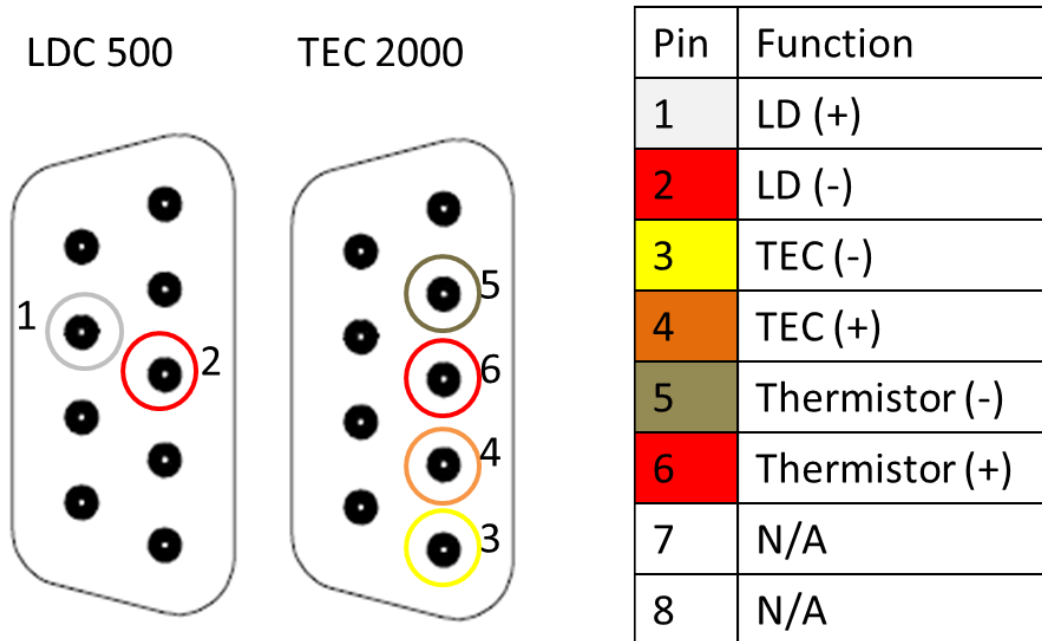 LDC 500
TEC 2000
1
2
5
6
4
3
Pin Function
1 LD (+)
2 LD (-)
3 TEC (-)
4 TEC (+)
5 Thermistor (-)
6 Thermistor (+)
7 N/A
8 N/A